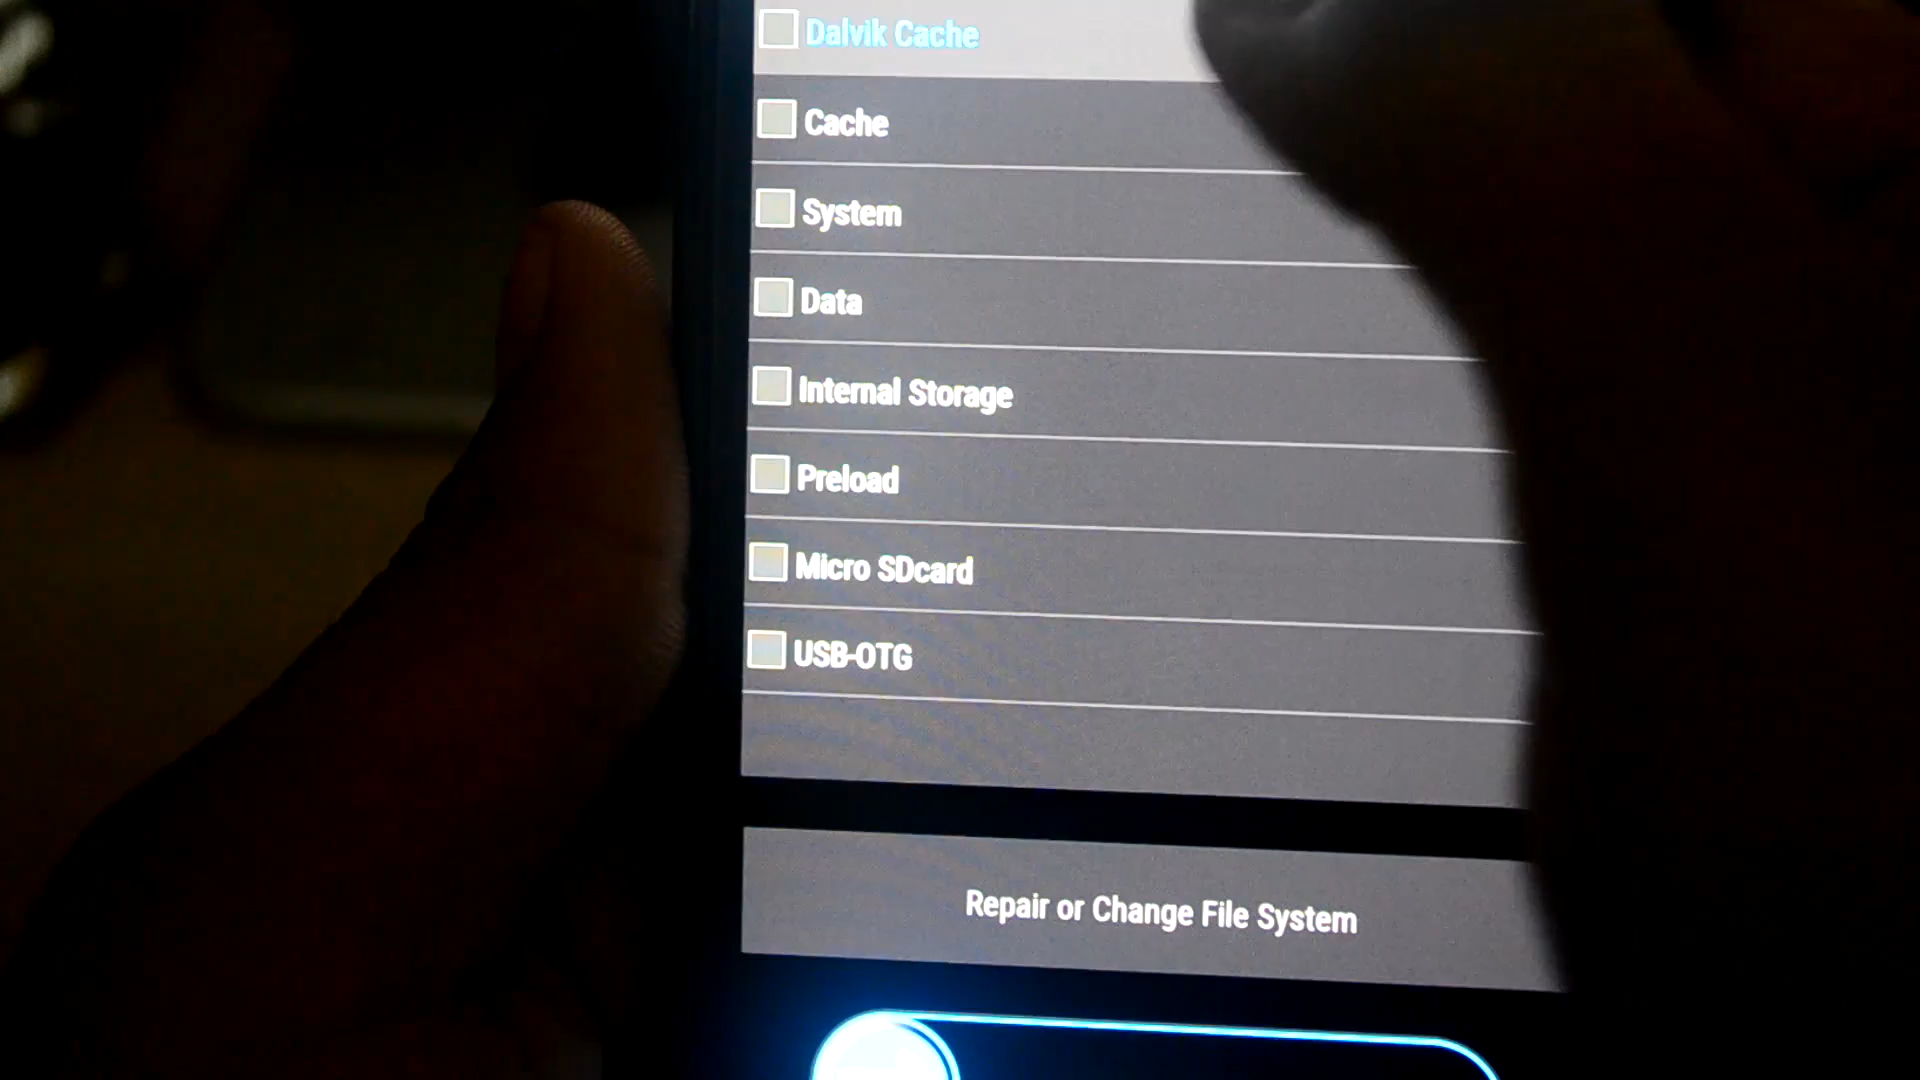 Dalvik Cache
Cache
System
Data
Internal Storage
Preload
Micro SDcard
USB-OTG
Repair or Change File System